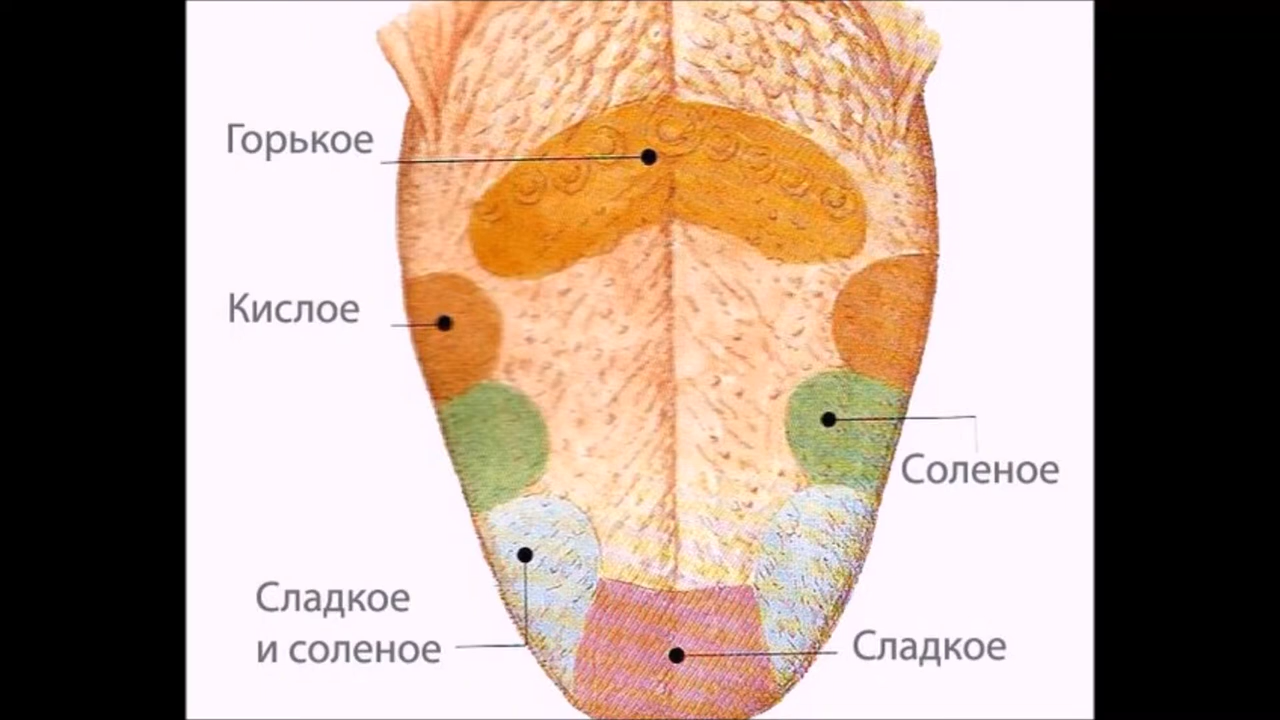 Горькое
Кислое
Соленое
Сладкое
и соленое
Сладкое